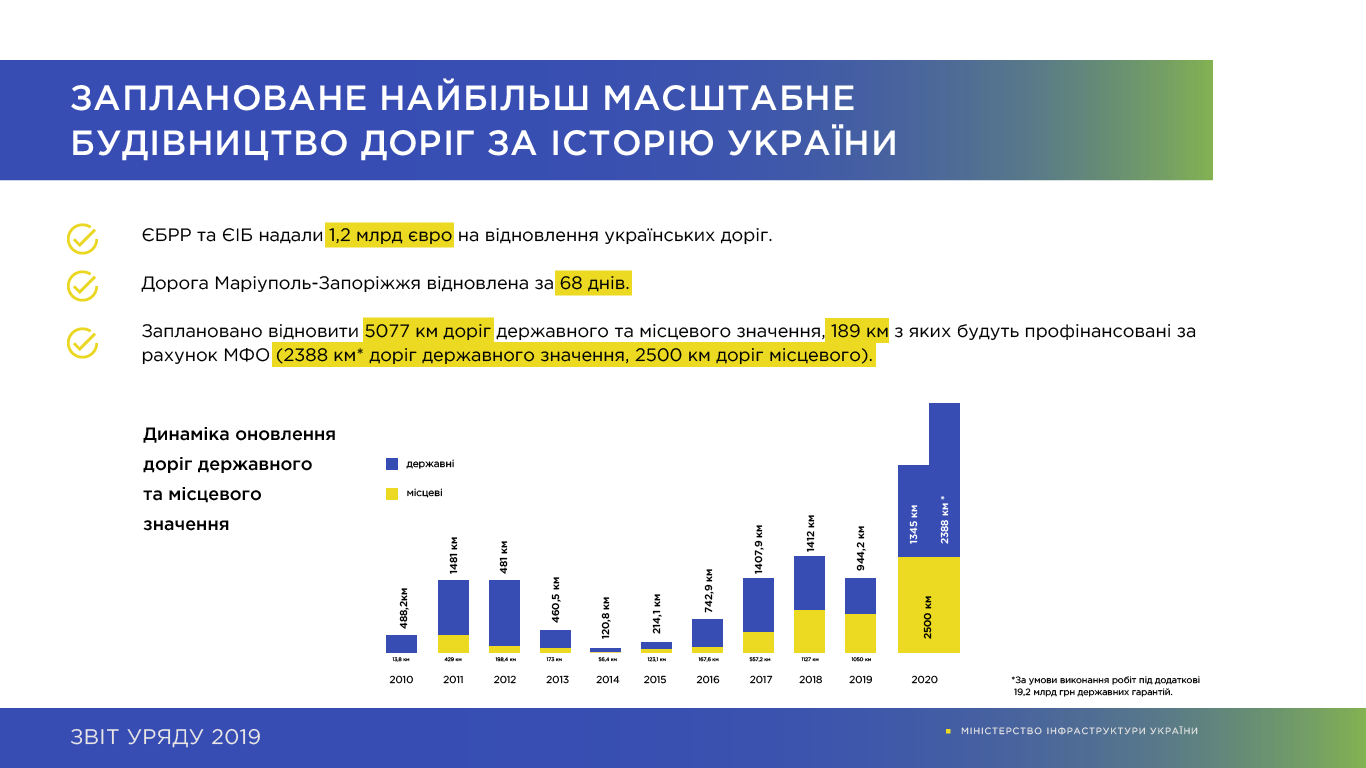 ЗАПЛАНОВАНЕ НАЙБІЛЬШ МАСШТАБНЕ
БУДІВНИЦТВО ДОРІГ ЗА ІСТОРІЮ УКРАЇНИ
ЄБРР та ЄІБ надали 1,2 млрд євро на відновлення українських доріг.
Дорога Маріуполь-Запоріжжя відновлена за 68 днів.
Заплановано відновити 5077 км доріг державного та місцевого значення, 189 км з яких будуть профінансовані за
рахунок МФО (2388 км* доріг державного значення, 2500 км доріг місцевого).
Динаміка оновлення
доріг державного
та місцевого
значення
державні
місцеві
488,2км
1481 км
481 км
460,5 км
120,8 км
214,1 км
742,9 км
1407,9 км
1412 км
944,2 км
1345 км
2388 км *
2500 км
13,8 км
429 км
198,4 км
173 км
56,4 км
123,1 км
167,6 км
557,2 км
1127 км
1050 км
2010
2011
2012
2013
2014
2015
2016
2017
2018
2019
2020
*За умови виконання робіт під додаткові
19,2 млрд грн державних гарантій.
ЗВІТ УРЯДУ 2019
МІНІСТЕРСТВО ІНФРАСТРУКТУРИ УКРАЇНИ